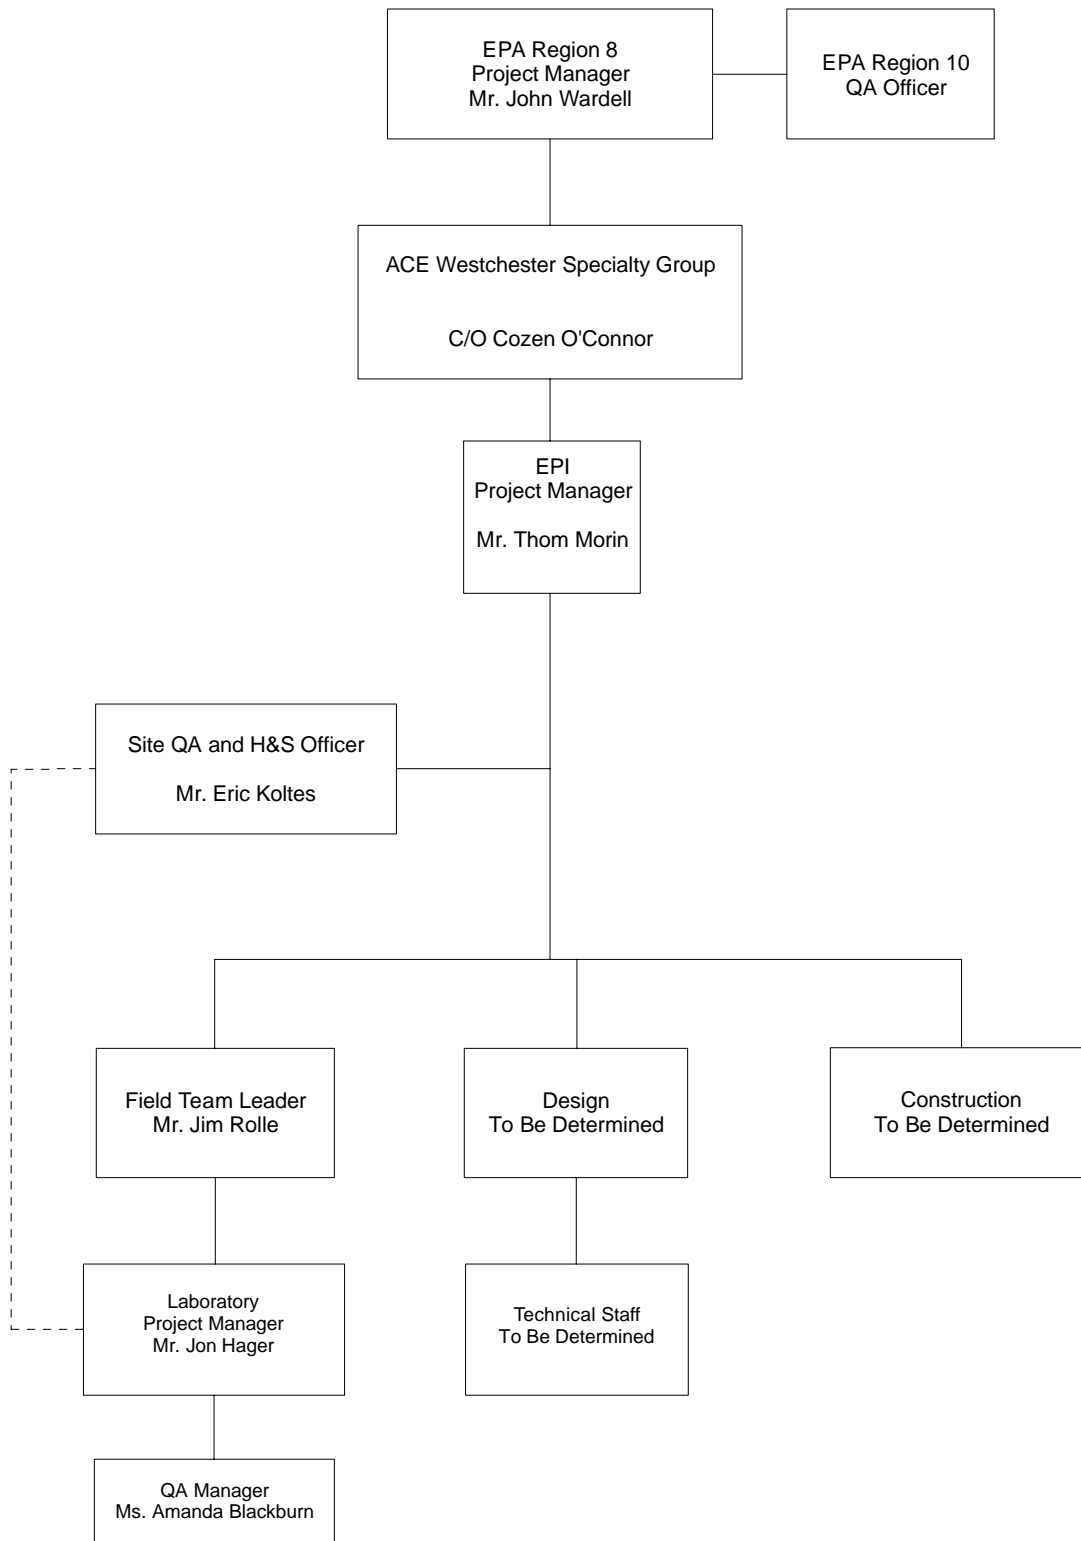 EPA Region 8
Project Manager
Mr. John Wardell
EPA Region 10
QA Officer
ACE Westchester Specialty Group
C/O Cozen O'Connor
EPI
Project Manager
Mr. Thom Morin
Site QA and H&S Officer
Mr. Eric Koltes
Field Team Leader
Mr. Jim Rolle
Design
To Be Determined
Construction
To Be Determined
Laboratory
Project Manager
Mr. Jon Hager
Technical Staff
To Be Determined
QA Manager
Ms. Amanda Blackburn